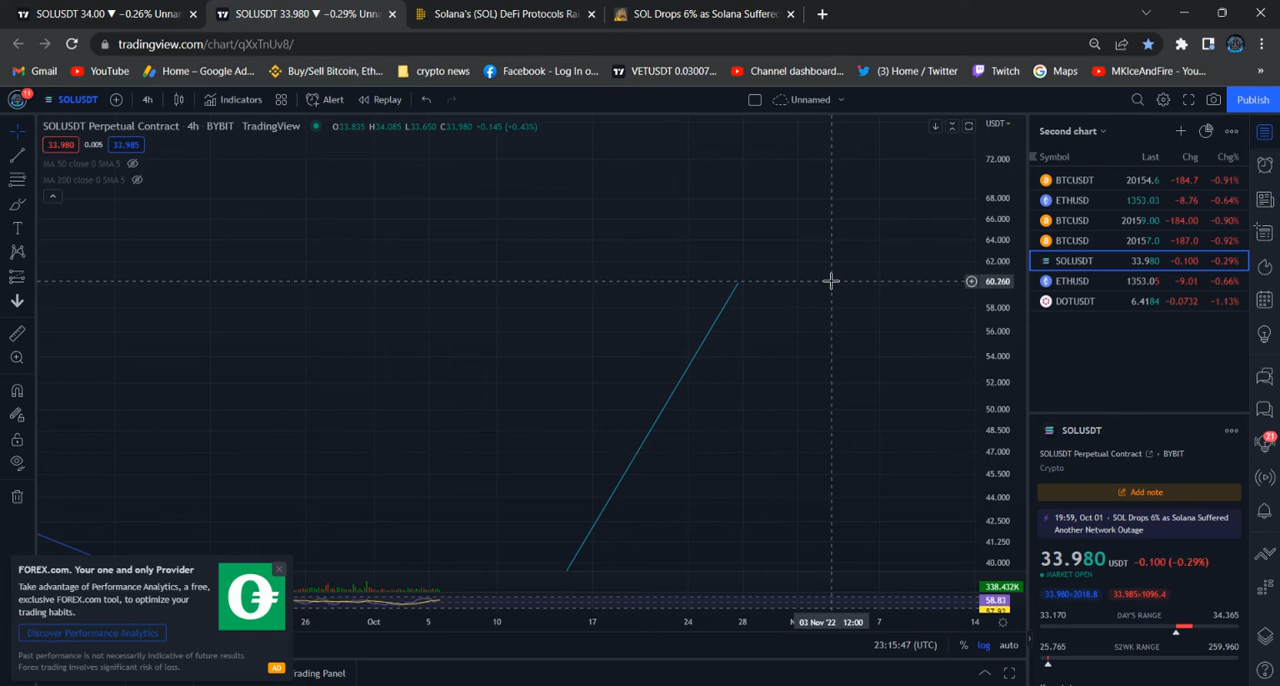 SOLUSDT 34.00 ▼ −0.26% Unnan
SOLUSDT 33.980 ▼ −0.29% Unna
Solana's (SOL) DeFi Protocols Rai
SOL Drops 6% as Solana Suffered
tradingview.com/chart/qXxTnUv8/
Gmail
YouTube
Home – Google Ad...
Buy/Sell Bitcoin, Eth...
crypto news
Facebook - Log In o...
VETUSDT 0.03007...
Channel dashboard...
(3) Home / Twitter
Twitch
Maps
MKIceAndFire - You...
»
11
SOLUSDT
4h
Indicators
Alert
Replay
Unnamed
Publish
SOLUSDT Perpetual Contract · 4h · BYBIT · TradingView
O33.835 H34.085 L33.650 C33.980 +0.145 (+0.43%)
USDT
33.980
0.005
33.985
MA 50 close 0 SMA 5
MA 200 close 0 SMA 5
72.000
68.000
66.000
64.000
62.000
60.260
58.000
56.000
54.000
52.000
50.000
48.500
47.000
45.500
44.000
42.500
41.250
40.000
338.432K
58.83
26
Oct
5
10
17
24
28
03 Nov '22 12:00
7
14
23:15:47 (UTC)
%
log
auto
Second chart
Symbol
Last
Chg
Chg%
BTCUSDT 20154.6 −184.7 −0.91%
ETHUSD 1353.03 −8.76 −0.64%
BTCUSD 20159.00 −184.00 −0.90%
BTCUSD 20157.0 −187.0 −0.92%
SOLUSDT 33.980 −0.100 −0.29%
ETHUSD 1353.05 −9.01 −0.66%
DOTUSDT 6.4184 −0.0732 −1.13%
SOLUSDT
SOLUSDT Perpetual Contract · BYBIT
Crypto
Add note
19:59, Oct 01 · SOL Drops 6% as Solana Suffered
Another Network Outage
33.980 USDT −0.100 (−0.29%)
MARKET OPEN
33.980×2018.8
33.985×1096.4
33.170 DAY'S RANGE 34.365
25.765 52WK RANGE 259.960
21
FOREX.com. Your one and only Provider
Take advantage of Performance Analytics, a free,
exclusive FOREX.com tool, to optimize your
trading habits.
Discover Performance Analytics
Past performance is not necessarily indicative of future results
Forex trading involves significant risk of loss.
AD
Trading Panel